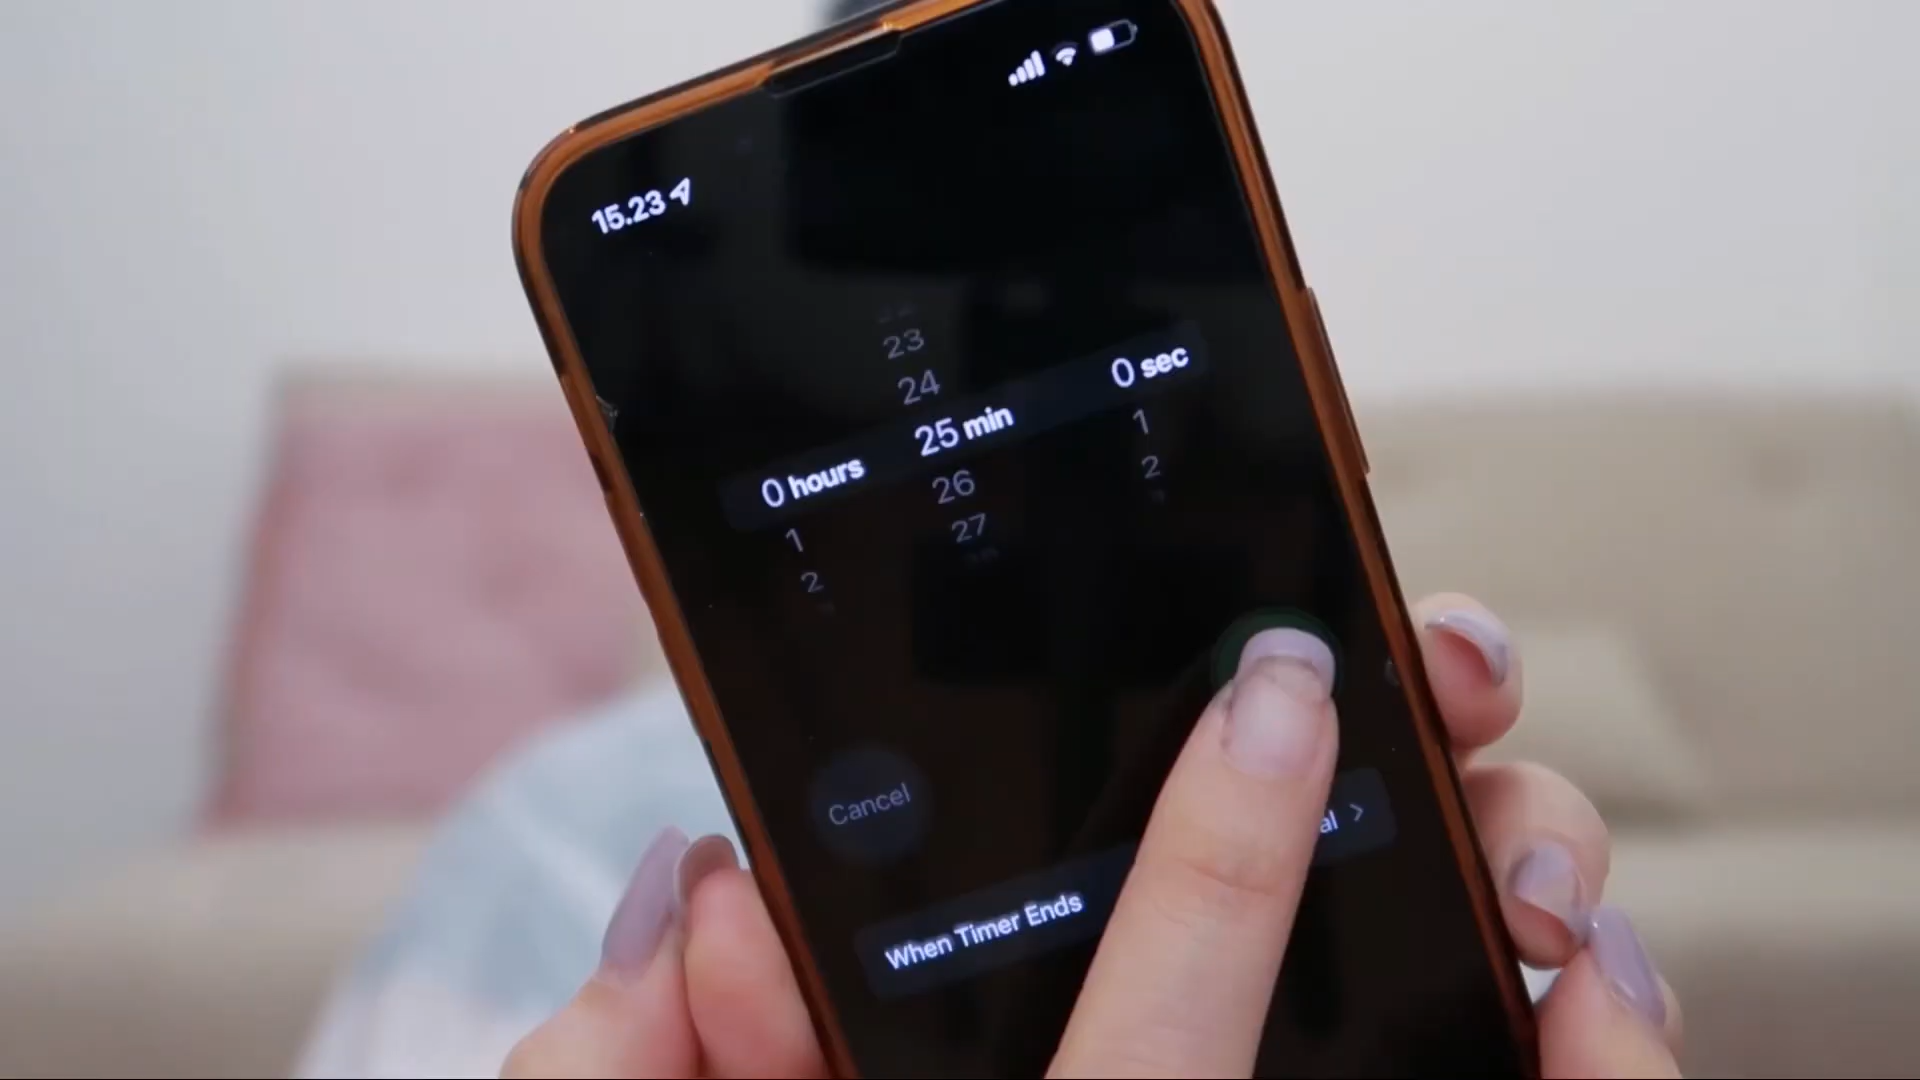 15.23
23
24
0 hours 25 min 0 sec
1 26 1
2 27 2
Cancel
When Timer Ends